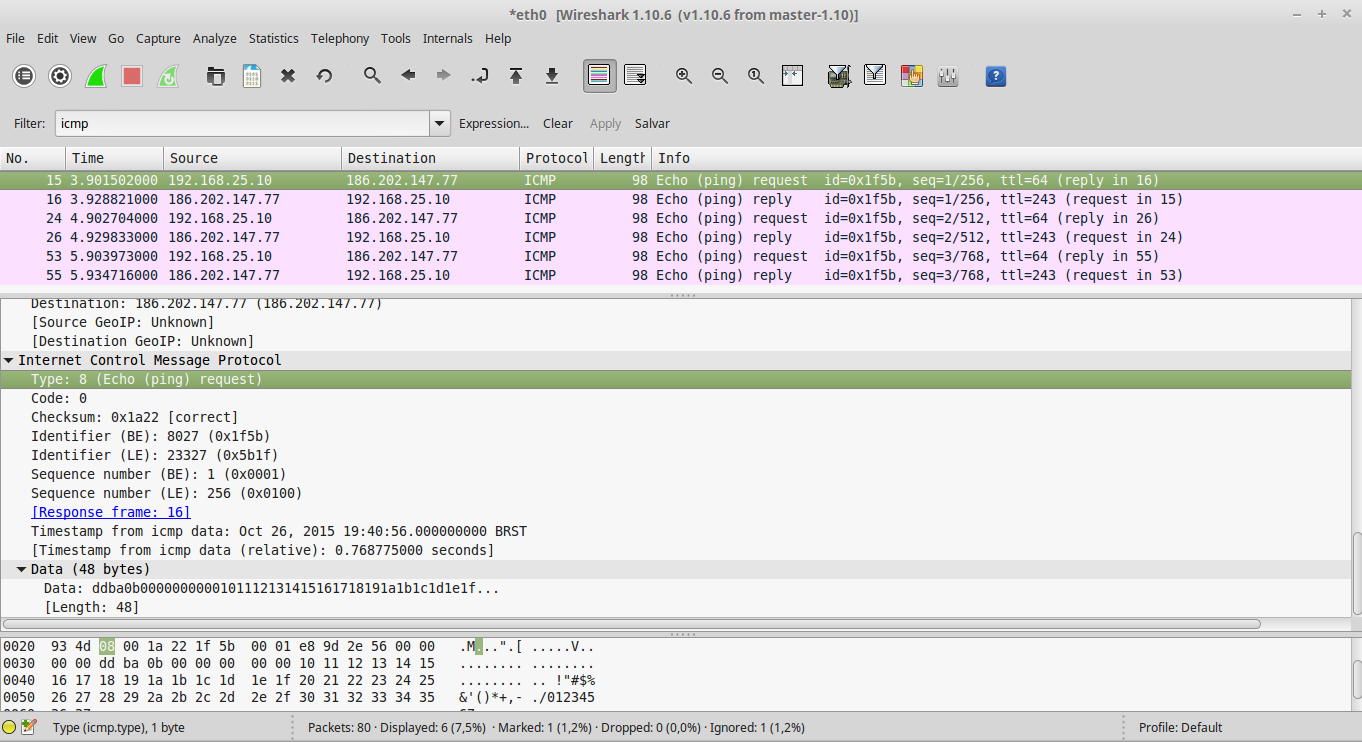 *eth0 [Wireshark 1.10.6 (v1.10.6 from master-1.10)]
File Edit View Go Capture Analyze Statistics Telephony Tools Internals Help
Filter: icmp Expression... Clear Apply Salvar
No. Time Source Destination Protocol Length Info
15 3.901502000 192.168.25.10 186.202.147.77 ICMP 98 Echo (ping) request id=0x1f5b, seq=1/256, ttl=64 (reply in 16)
16 3.928821000 186.202.147.77 192.168.25.10 ICMP 98 Echo (ping) reply id=0x1f5b, seq=1/256, ttl=243 (request in 15)
24 4.902704000 192.168.25.10 186.202.147.77 ICMP 98 Echo (ping) request id=0x1f5b, seq=2/512, ttl=64 (reply in 26)
26 4.929833000 186.202.147.77 192.168.25.10 ICMP 98 Echo (ping) reply id=0x1f5b, seq=2/512, ttl=243 (request in 24)
53 5.903973000 192.168.25.10 186.202.147.77 ICMP 98 Echo (ping) request id=0x1f5b, seq=3/768, ttl=64 (reply in 55)
55 5.934716000 186.202.147.77 192.168.25.10 ICMP 98 Echo (ping) reply id=0x1f5b, seq=3/768, ttl=243 (request in 53)
Destination: 186.202.147.77 (186.202.147.77)
[Source GeoIP: Unknown]
[Destination GeoIP: Unknown]
Internet Control Message Protocol
Type: 8 (Echo (ping) request)
Code: 0
Checksum: 0x1a22 [correct]
Identifier (BE): 8027 (0x1f5b)
Identifier (LE): 23327 (0x5b1f)
Sequence number (BE): 1 (0x0001)
Sequence number (LE): 256 (0x0100)
[Response frame: 16]
Timestamp from icmp data: Oct 26, 2015 19:40:56.000000000 BRST
[Timestamp from icmp data (relative): 0.768775000 seconds]
Data (48 bytes)
Data: ddba0b0000000000101112131415161718191a1b1c1d1e1f...
[Length: 48]
0020 93 4d 08 00 1a 22 1f 5b 00 01 e8 9d 2e 56 00 00 .M...".[ .....V..
0030 00 00 dd ba 0b 00 00 00 00 00 10 11 12 13 14 15 ........ ........
0040 16 17 18 19 1a 1b 1c 1d 1e 1f 20 21 22 23 24 25 ........ .. !"#$%
0050 26 27 28 29 2a 2b 2c 2d 2e 2f 30 31 32 33 34 35 &'()*+,- ./012345
Type (icmp.type), 1 byte Packets: 80 · Displayed: 6 (7,5%) · Marked: 1 (1,2%) · Dropped: 0 (0,0%) · Ignored: 1 (1,2%) Profile: Default